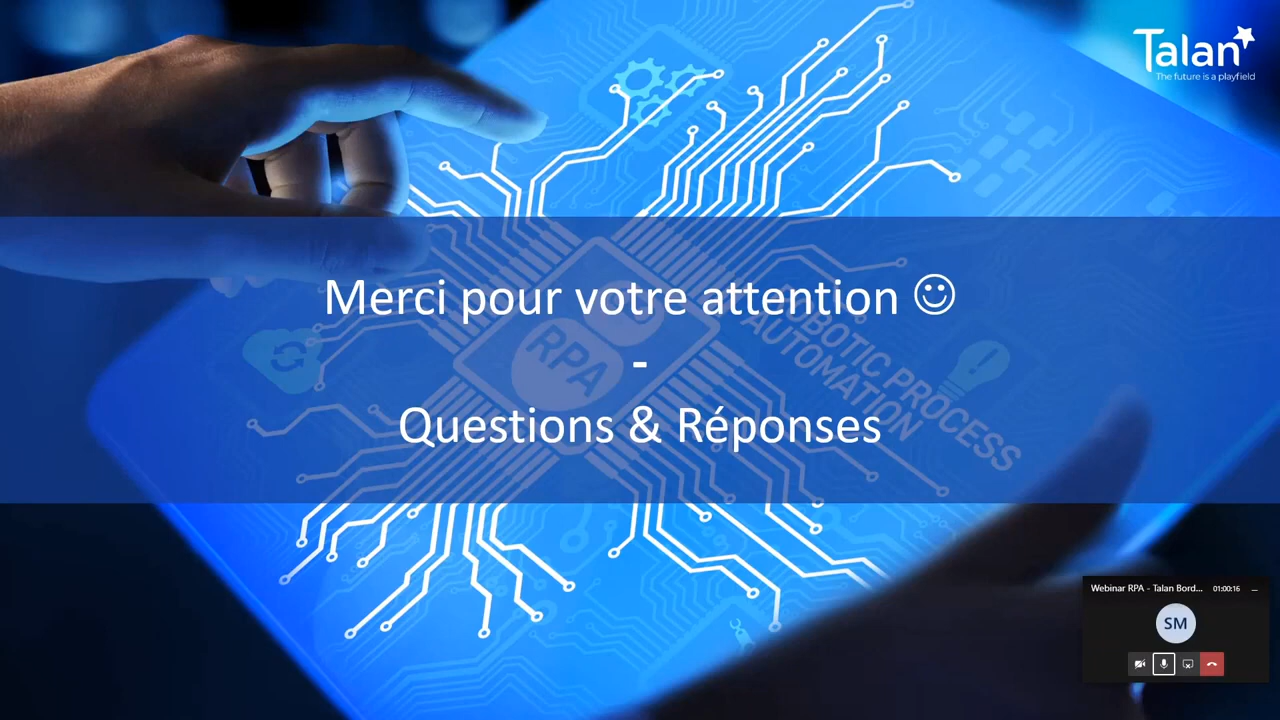 Talan
The future is a playfield
Merci pour votre attention ☺
-
Questions & Réponses
RPA
ROBOTIC PROCESS
AUTOMATION
Webinar RPA - Talan Bord... 01:00:16
SM